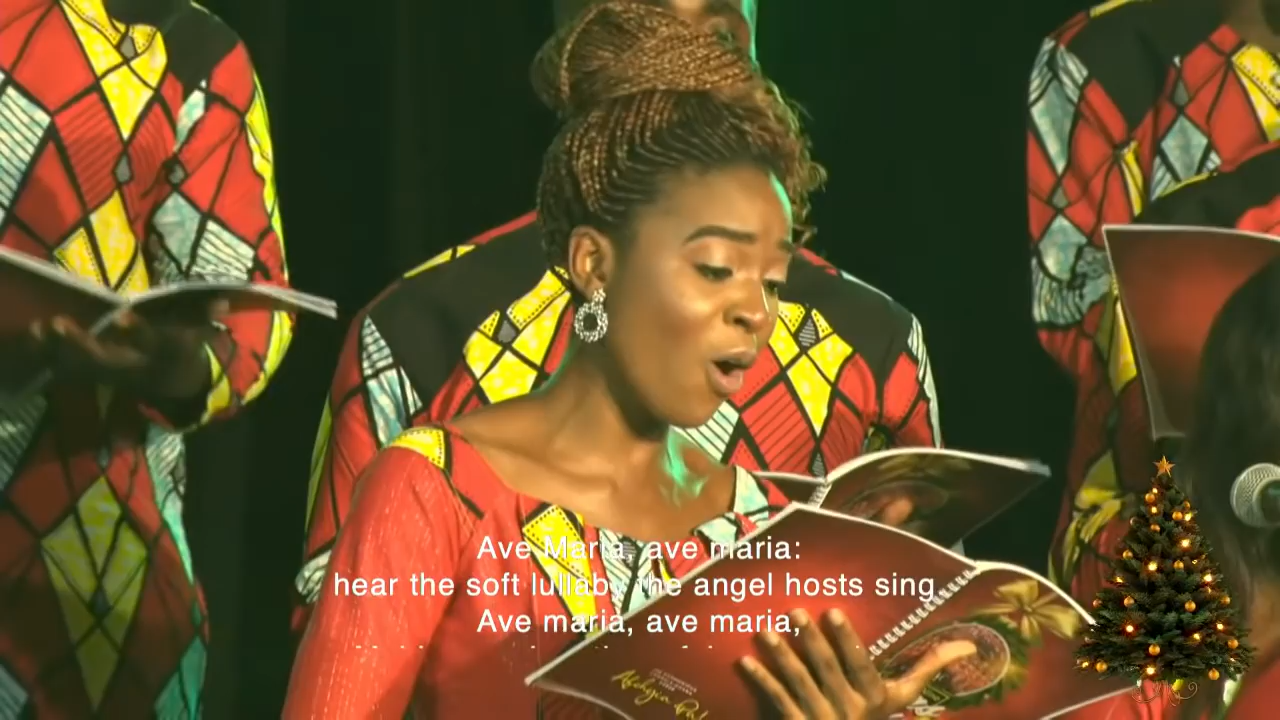 Ave Maria, ave maria:
hear the soft lullaby the angel hosts sing.
Ave maria, ave maria,